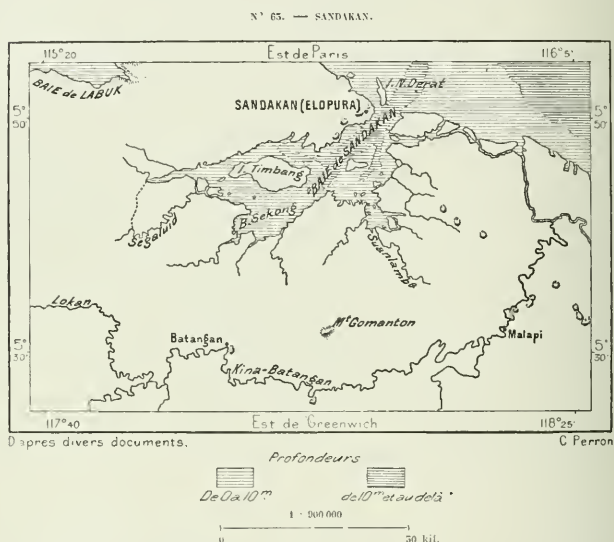 N° 65. — SANDAKAN.
115°20
Est de Paris
116°5'
BAIE de LABUK
I. N. Derat
SANDAKAN (ELOPURA)
5°
50'
5°
50'
BAIE de SANDAKAN
I. Timbang
B. Sekong
Segaluid
Suanlamba
Lokan
Mt Gomanton
Batangan
Malapi
5°
30'
5°
30'
Kina-Batangan
117°40
Est de Greenwich
118°25'
D'après divers documents.
C. Perron
Profondeurs
De 0 à 10m
de 10m et au delà
1 : 900 000
0
30 kil.